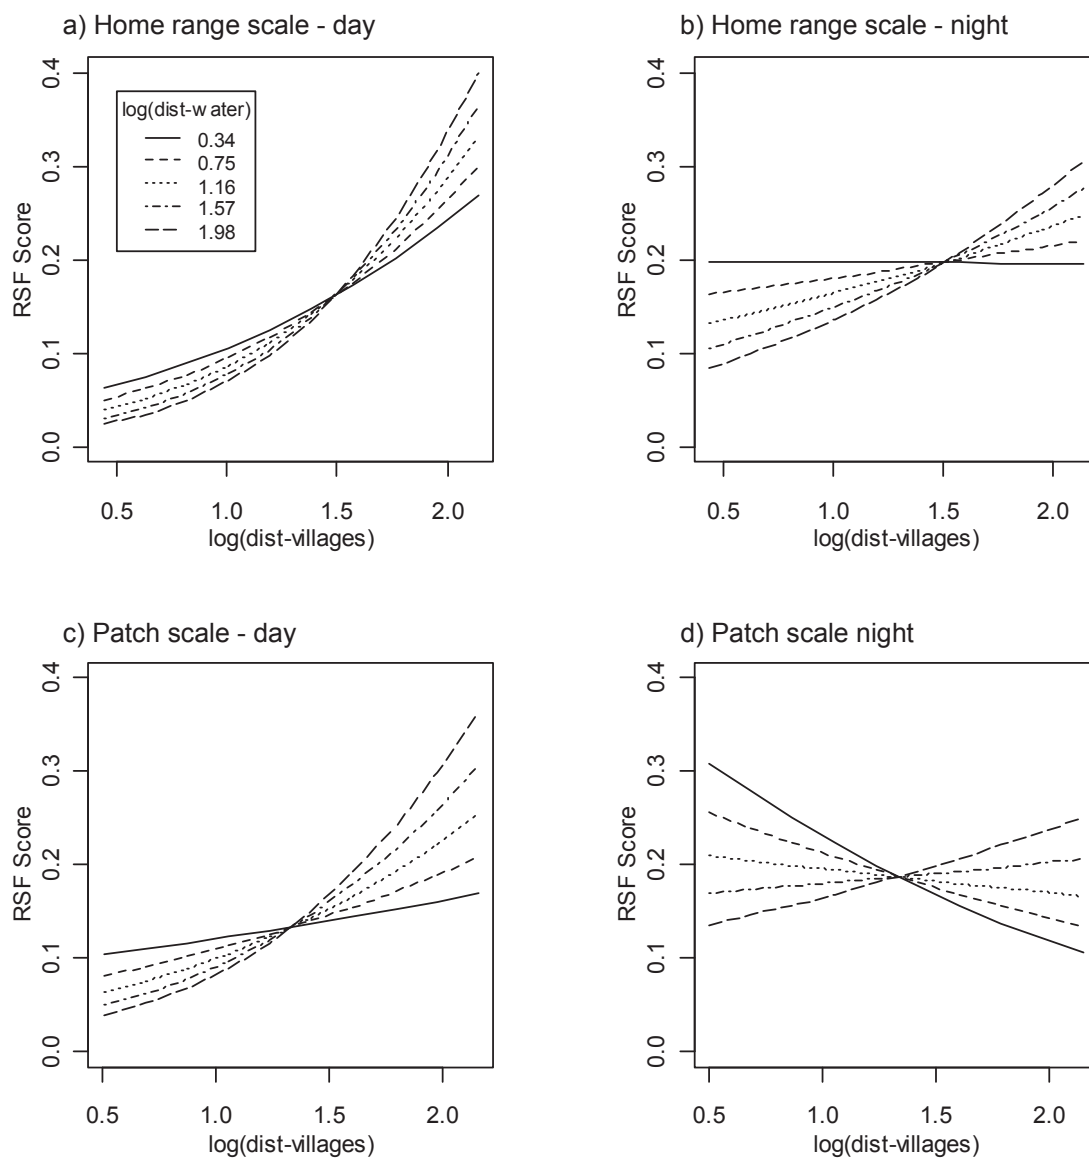 a) Home range scale - day
RSF Score
0.0 0.1 0.2 0.3 0.4
log(dist-water)
0.34
0.75
1.16
1.57
1.98
0.5 1.0 1.5 2.0
log(dist-villages)
b) Home range scale - night
RSF Score
0.0 0.1 0.2 0.3 0.4
0.5 1.0 1.5 2.0
log(dist-villages)
c) Patch scale - day
RSF Score
0.0 0.1 0.2 0.3 0.4
0.5 1.0 1.5 2.0
log(dist-villages)
d) Patch scale night
RSF Score
0.0 0.1 0.2 0.3 0.4
0.5 1.0 1.5 2.0
log(dist-villages)